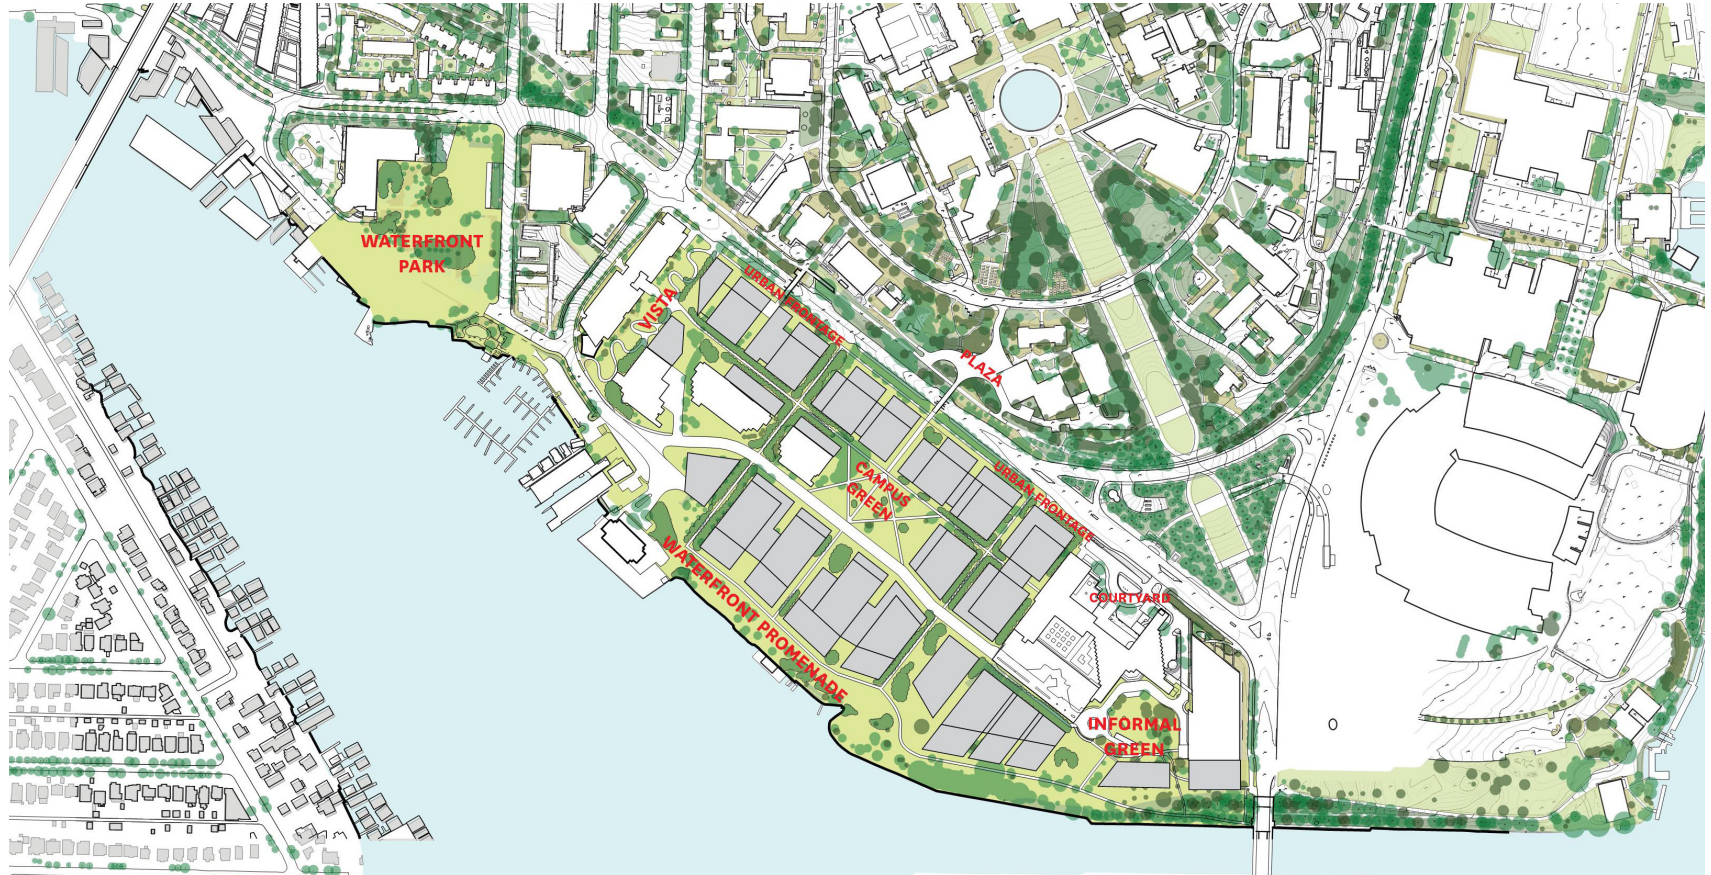 WATERFRONT
PARK
VISTA
URBAN FRONTAGE
PLAZA
CAMPUS
GREEN
URBAN FRONTAGE
WATERFRONT PROMENADE
COURTYARD
INFORMAL
GREEN